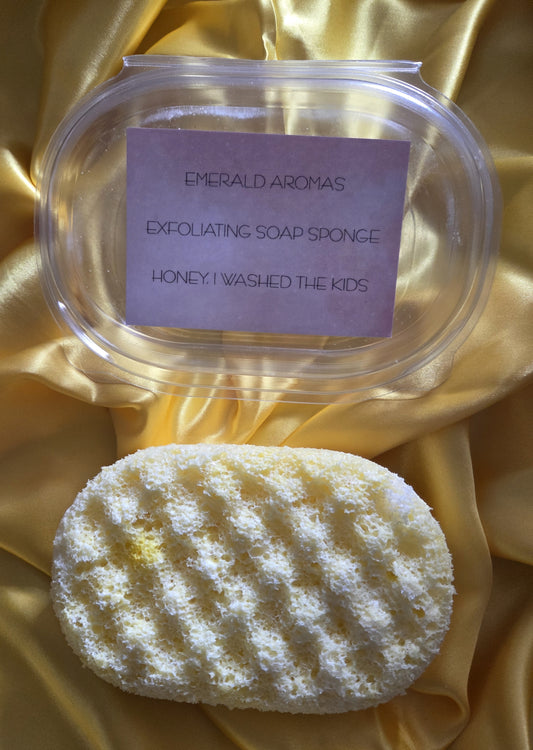 EMERALD AROMAS
EXFOLIATING SOAP SPONGE
HONEY, I WASHED THE KIDS